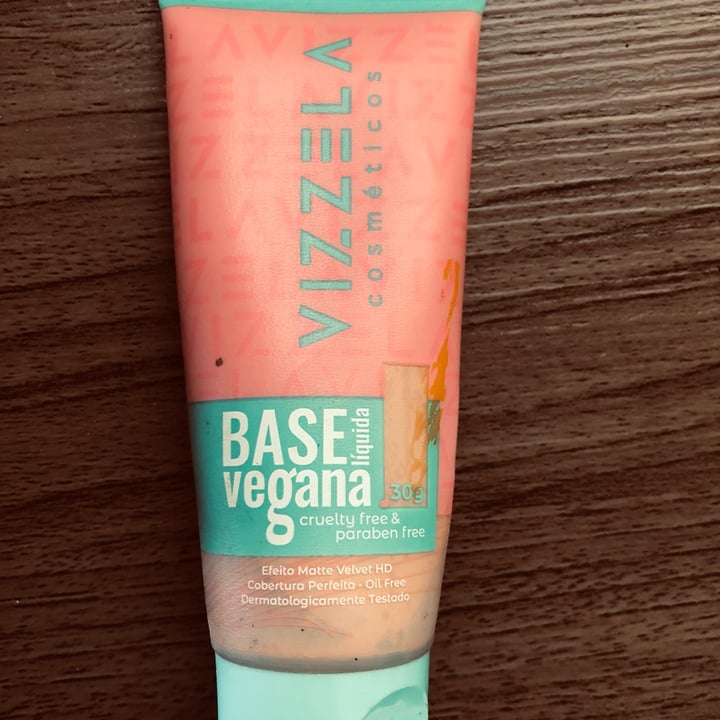 VIZZELA
cosméticos
BASE
líquida
vegana
30g
cruelty free &
paraben free
Efeito Matte Velvet HD
Cobertura Perfeita • Oil Free
Dermatologicamente Testado